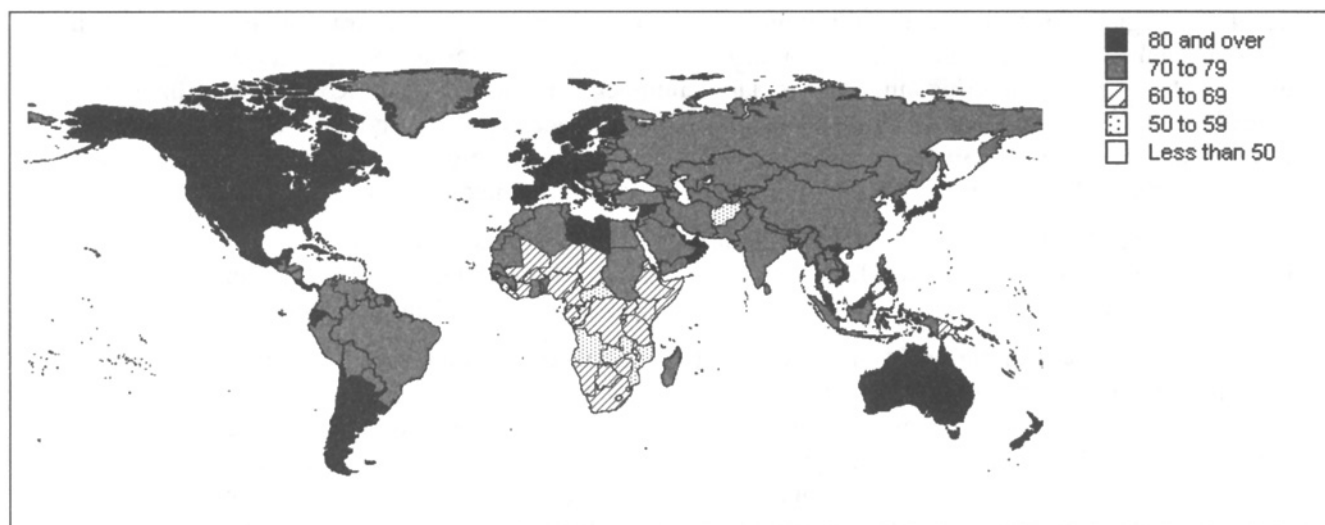 80 and over
70 to 79
60 to 69
50 to 59
Less than 50